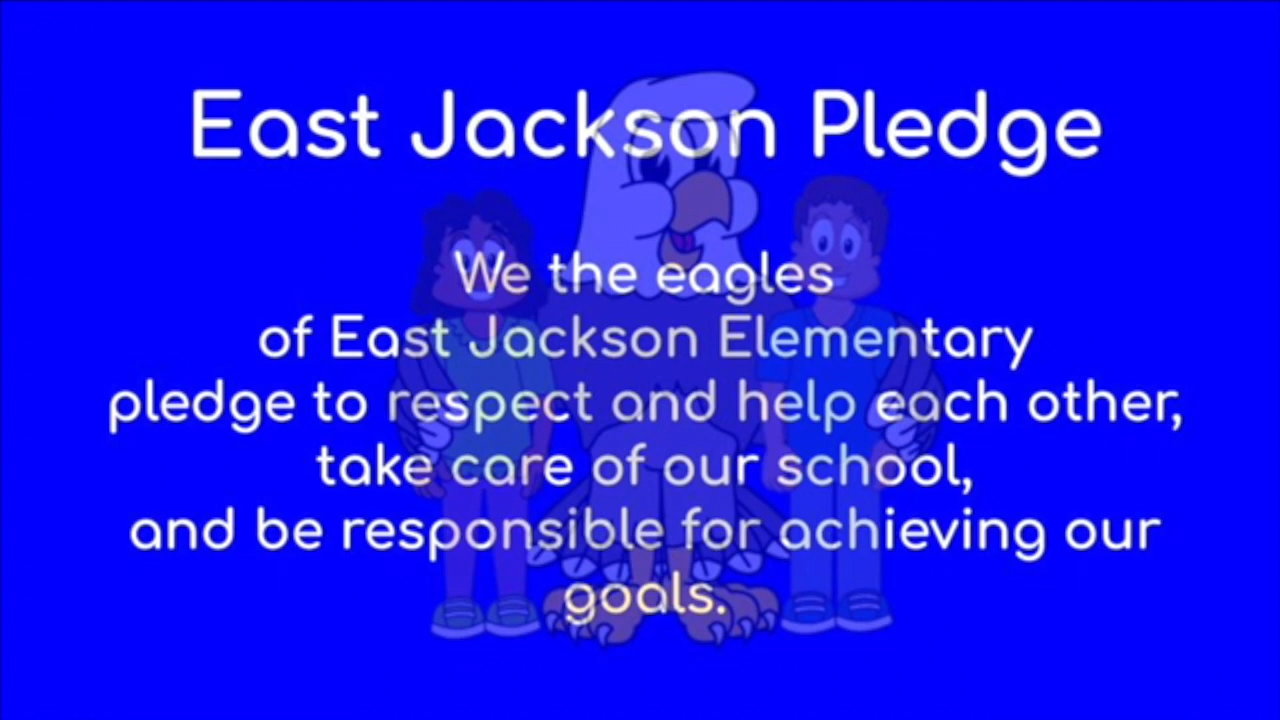 East Jackson Pledge
We the eagles
of East Jackson Elementary
pledge to respect and help each other,
take care of our school,
and be responsible for achieving our
goals.